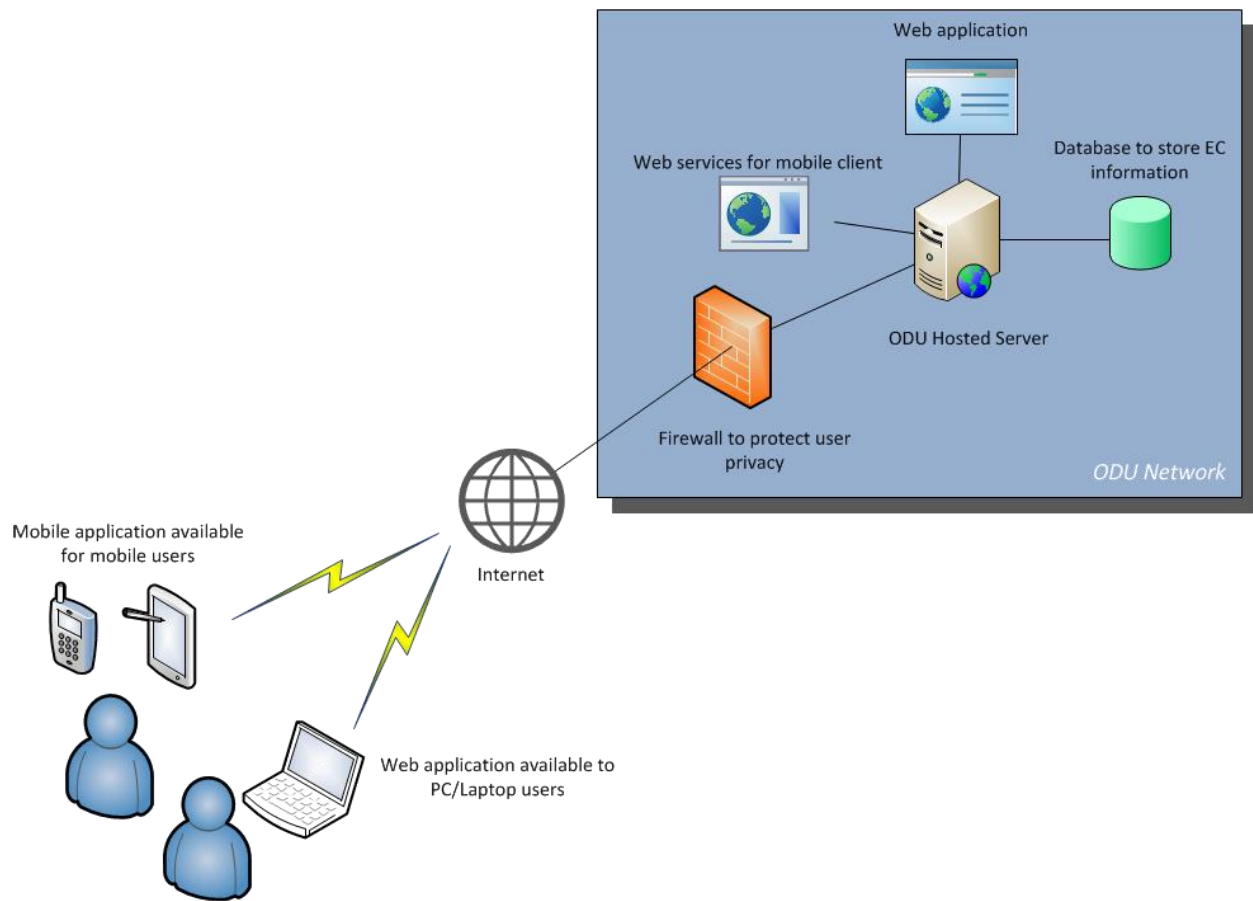 Web application
Web services for mobile client
Database to store EC
information
ODU Hosted Server
Firewall to protect user
privacy
ODU Network
Internet
Mobile application available
for mobile users
Web application available to
PC/Laptop users